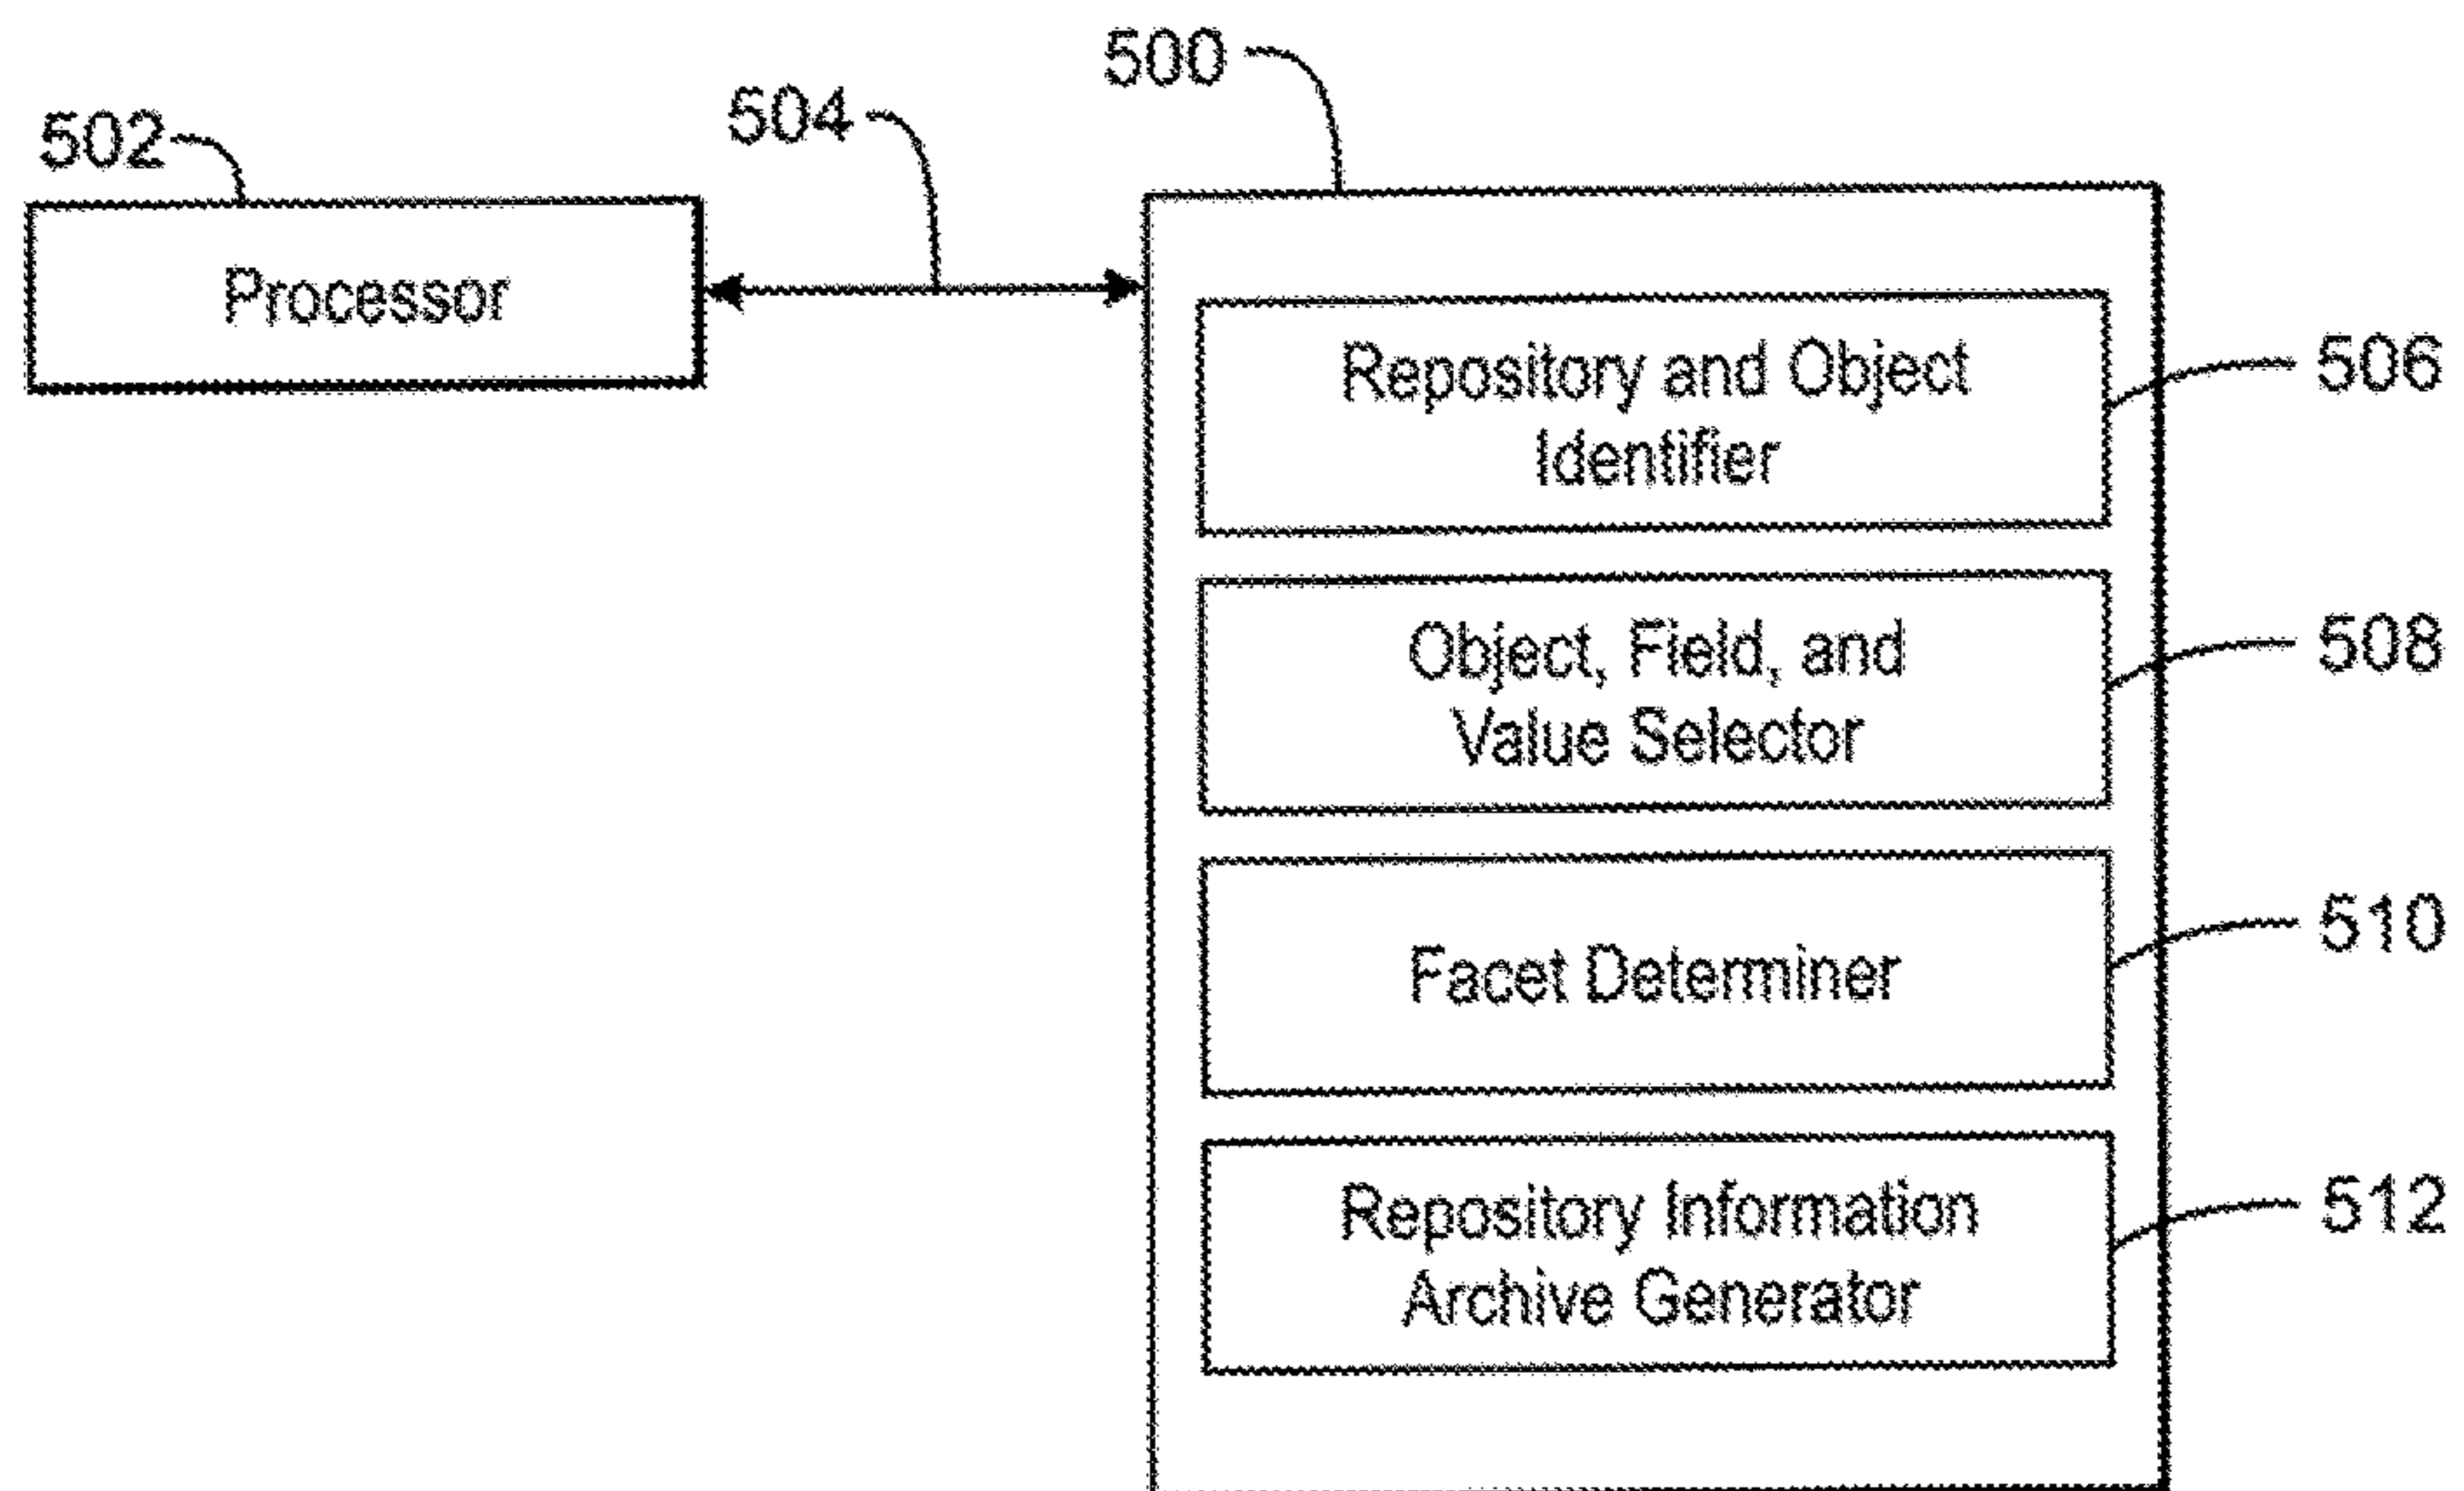 500
504
502
Processor
Repository and Object
Identifier
506
Object, Field, and
Value Selector
508
Facet Determiner
510
Repository Information
Archive Generator
512